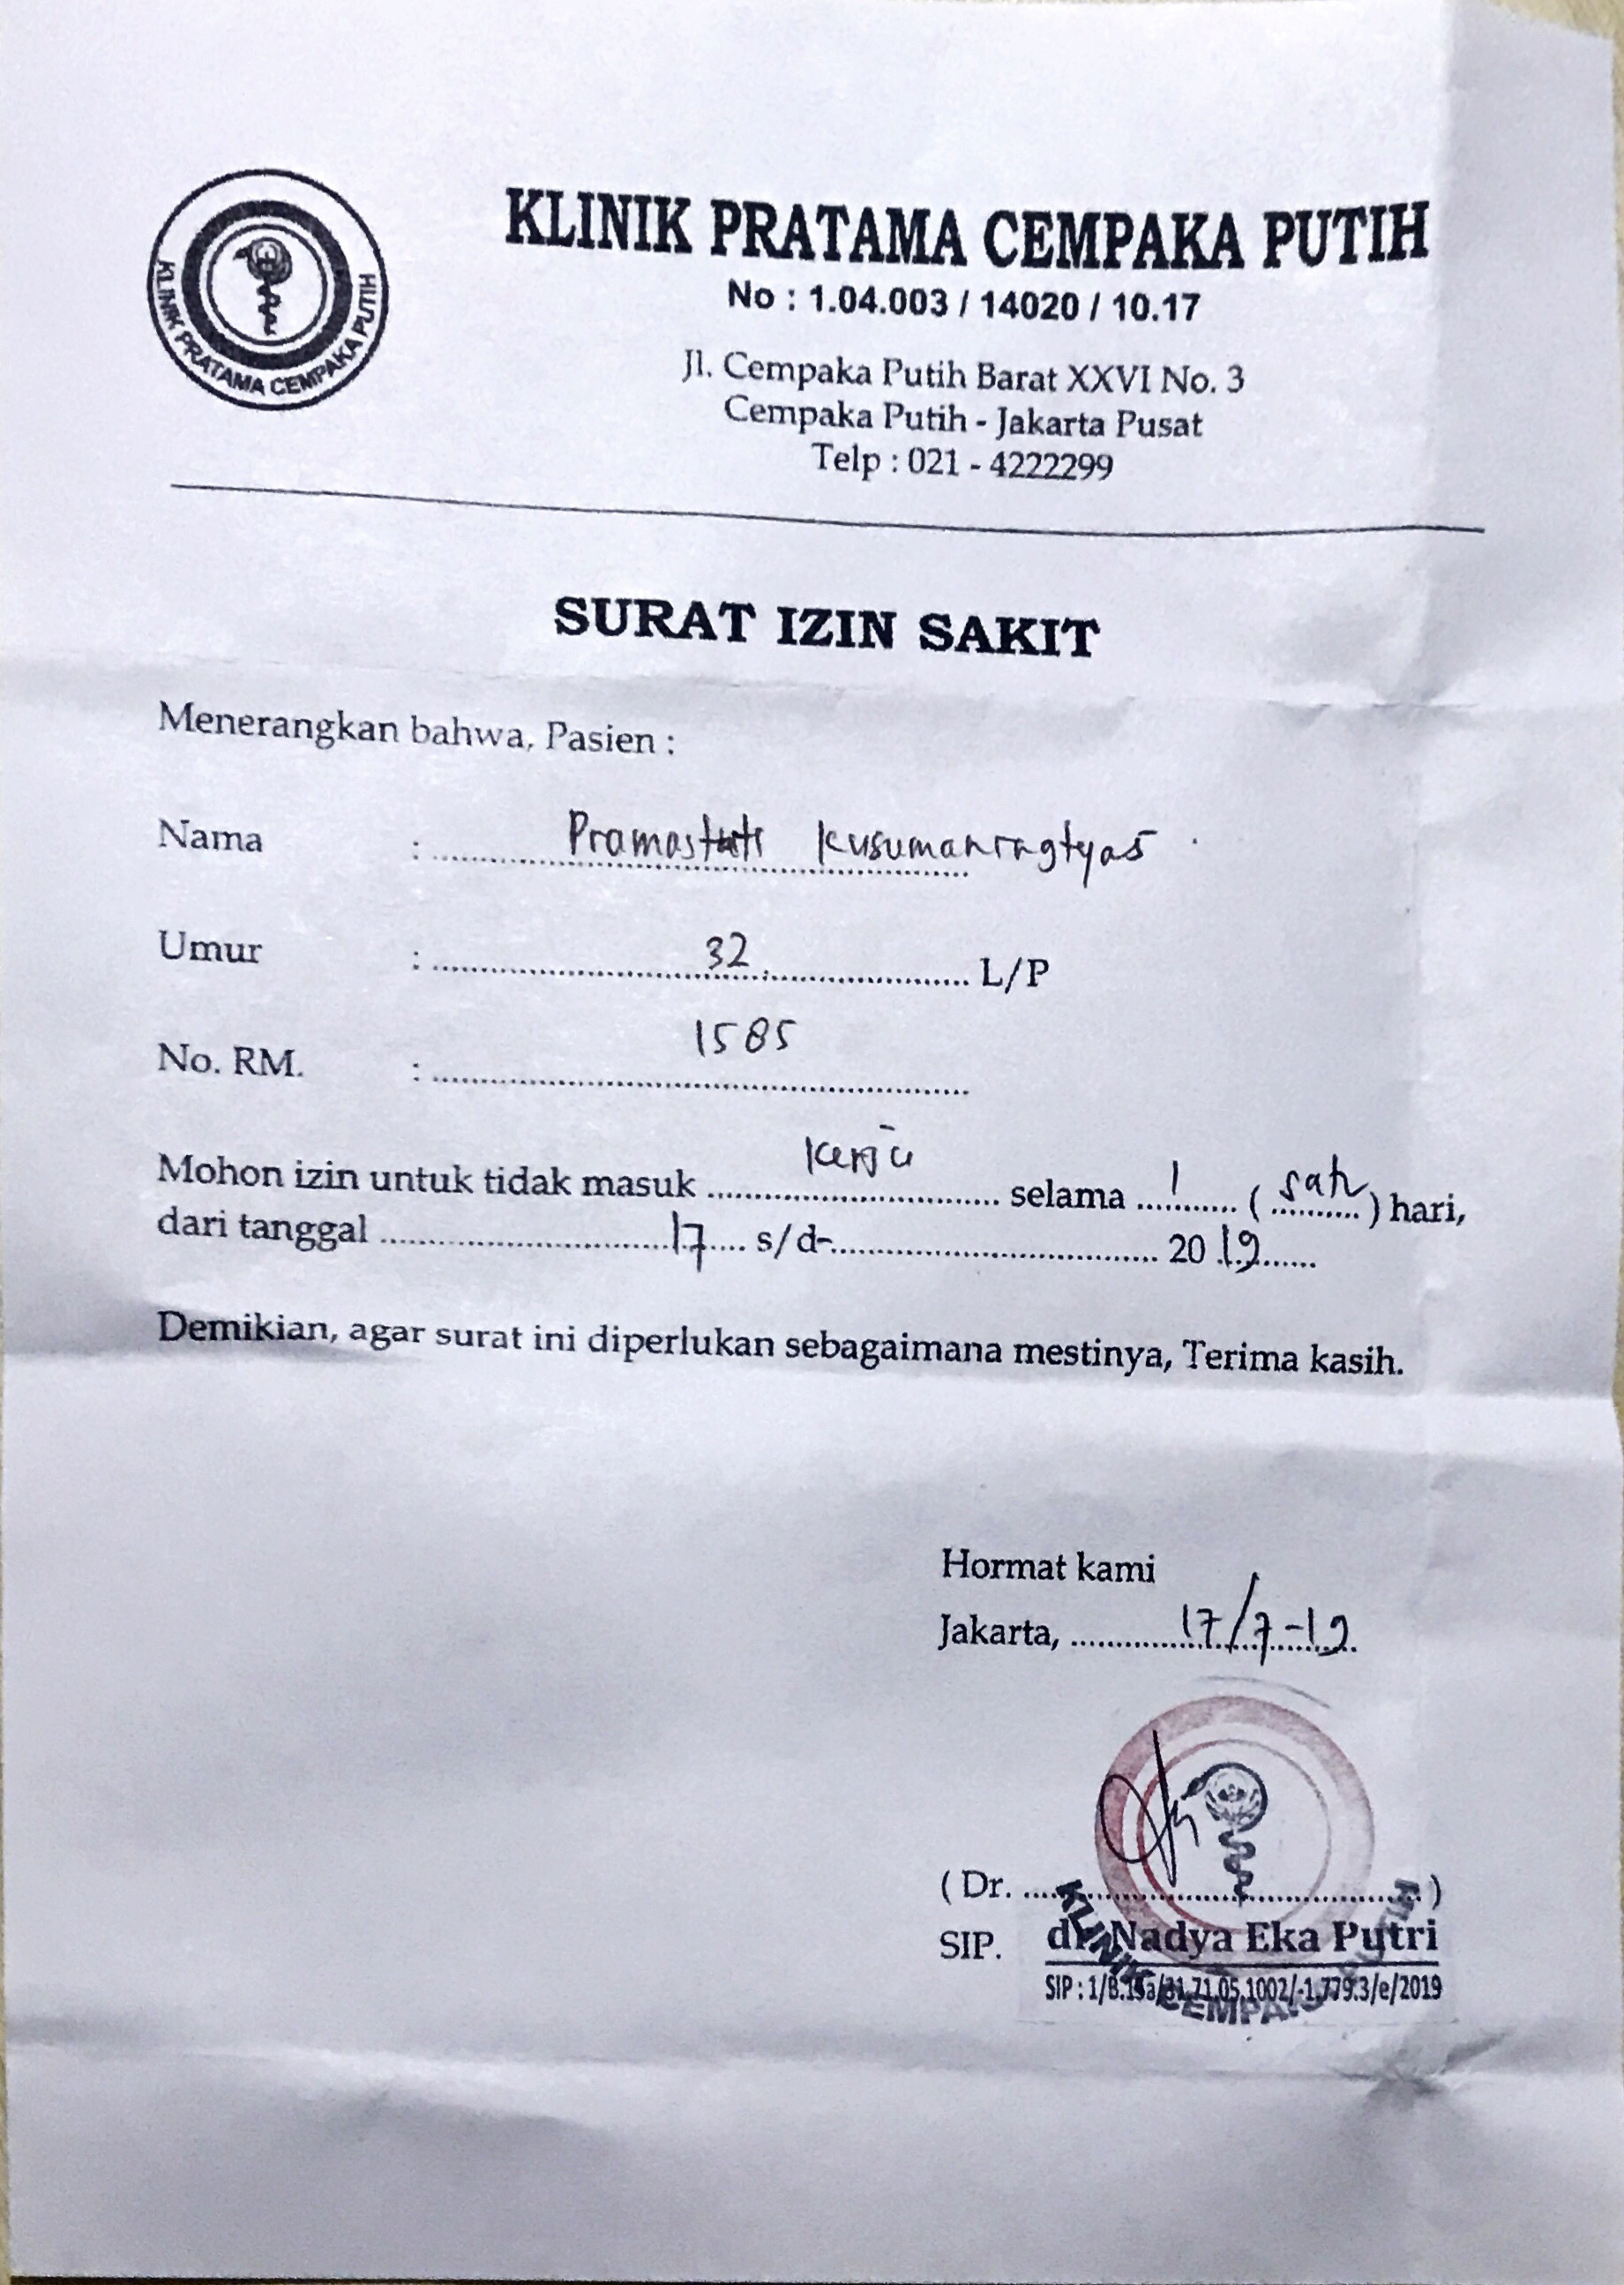 KLINIK PRATAMA CEMPAKA PUTIH
KLINIK PRATAMA CEMPAKA PUTIH
No : 1.04.003 / 14020 / 10.17
Jl. Cempaka Putih Barat XXVI No. 3
Cempaka Putih - Jakarta Pusat
Telp : 021 - 4222299
SURAT IZIN SAKIT
Menerangkan bahwa, Pasien :
Nama : Kusumaningtyas
Umur : 32 L/P
No. RM. : 1585
Mohon izin untuk tidak masuk kerja selama 1 ( satu ) hari,
dari tanggal 17 s/d- 20 19
Demikian, agar surat ini diperlukan sebagaimana mestinya, Terima kasih.
Hormat kami
Jakarta, 17/7-19
( Dr. )
SIP. dr. Nadya Eka Putri
SIP : 1/B.15a/31.71.05.1002/-1.779.3/e/2019
KLINIK CEMPAKA PUTIH